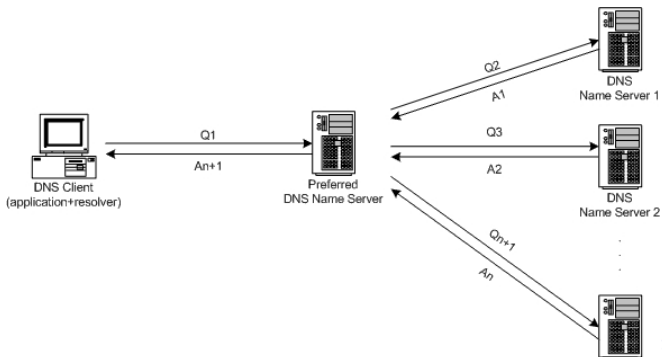 Q2
A1
DNS
Name Server 1
Q1
An+1
Q3
A2
DNS Client
(application+resolver)
Preferred
DNS Name Server
DNS
Name Server 2
Qn+1
An
.
.
.